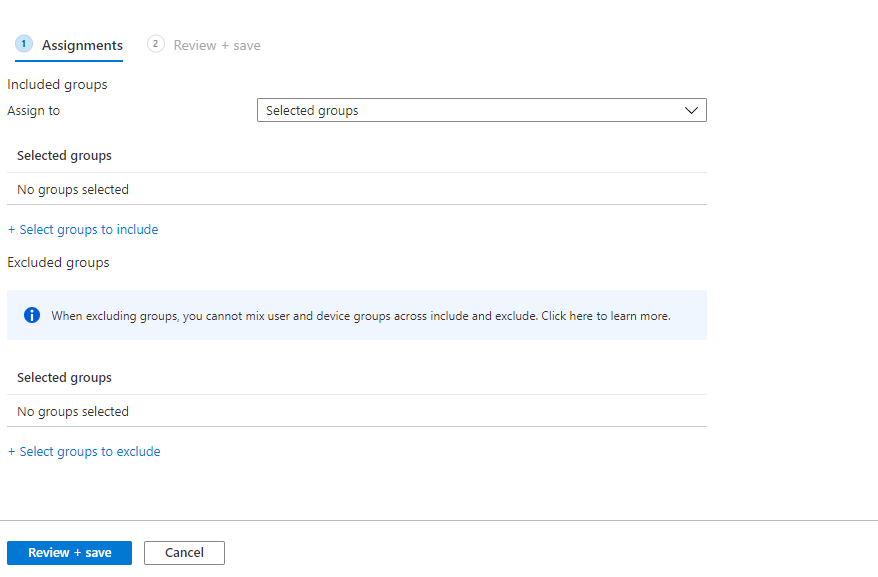 1 Assignments 2 Review + save
Included groups
Assign to Selected groups
Selected groups
No groups selected
+ Select groups to include
Excluded groups
When excluding groups, you cannot mix user and device groups across include and exclude. Click here to learn more.
Selected groups
No groups selected
+ Select groups to exclude
Review + save Cancel